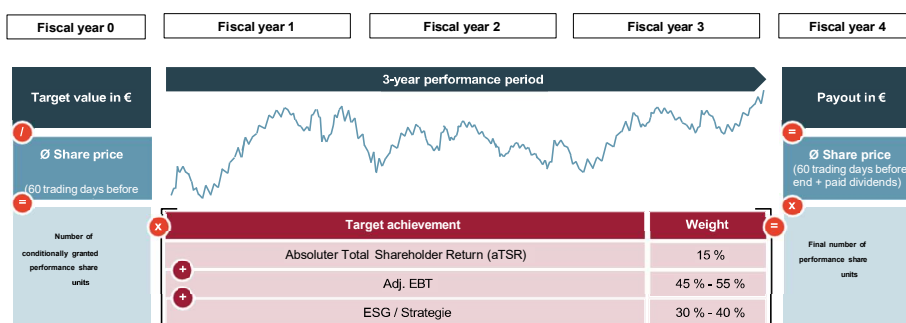 Fiscal year 0
Fiscal year 1
Fiscal year 2
Fiscal year 3
Fiscal year 4
Target value in €
/
Ø Share price
(60 trading days before
=
Number of
conditionally granted
performance share
units
3-year performance period
x
Target achievement
Weight
Absoluter Total Shareholder Return (aTSR)
15 %
+
Adj. EBT
45 % - 55 %
+
ESG / Strategie
30 % - 40 %
=
Payout in €
=
Ø Share price
(60 trading days before
end + paid dividends)
x
Final number of
performance share
units